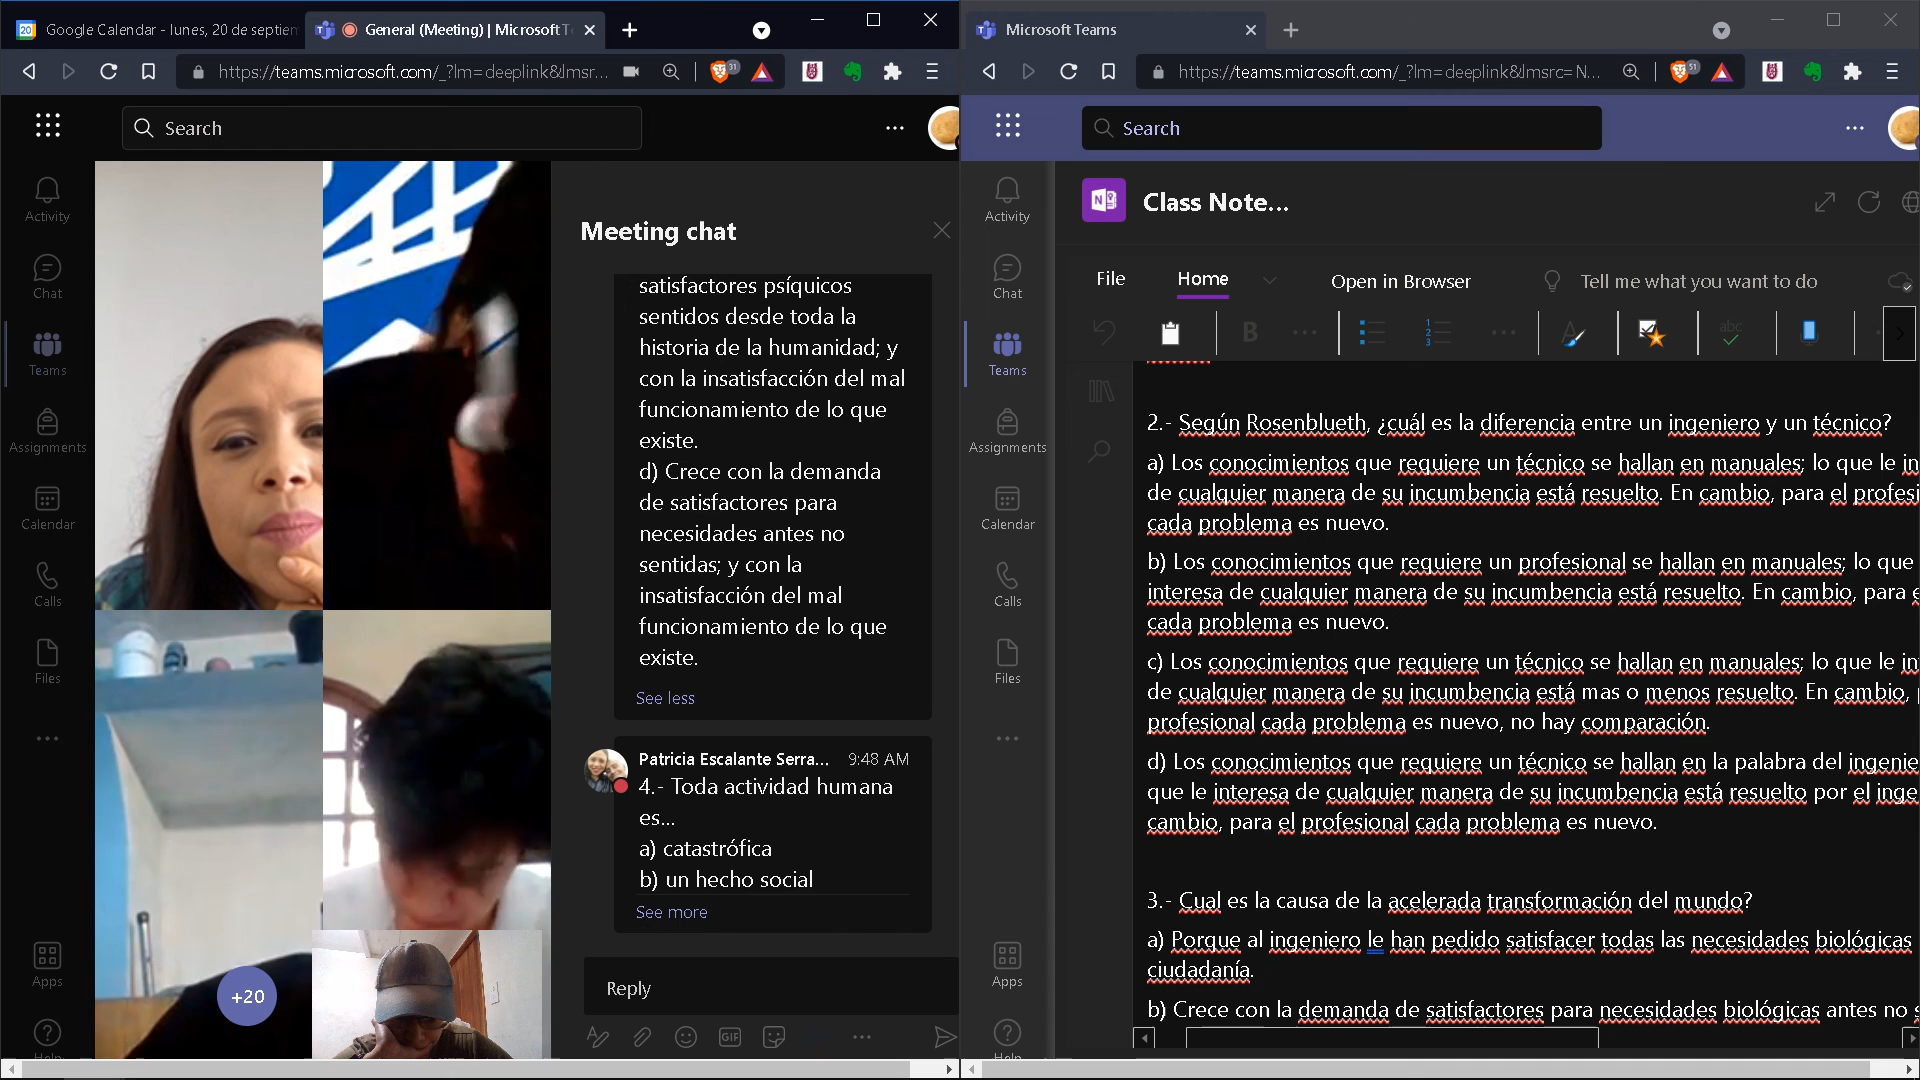 Google Calendar - lunes, 20 de septien
General (Meeting) | Microsoft T
https://teams.microsoft.com/_?lm=deeplink&lmsr...
31
Search
Activity
Chat
Teams
Assignments
Calendar
Calls
Files
Apps
Help
+20
Meeting chat
satisfactores psíquicos
sentidos desde toda la
historia de la humanidad; y
con la insatisfacción del mal
funcionamiento de lo que
existe.
d) Crece con la demanda
de satisfactores para
necesidades antes no
sentidas; y con la
insatisfacción del mal
funcionamiento de lo que
existe.
See less
Patricia Escalante Serra... 9:48 AM
4.- Toda actividad humana
es...
a) catastrófica
b) un hecho social
See more
Reply
GIF
Microsoft Teams
https://teams.microsoft.com/_?lm=deeplink&lmsrc=N...
51
Search
Activity
Chat
Teams
Assignments
Calendar
Calls
Files
Apps
Help
Class Note...
File Home Open in Browser Tell me what you want to do
B abc
2.- Según Rosenblueth, ¿cuál es la diferencia entre un ingeniero y un técnico?
a) Los conocimientos que requiere un técnico se hallan en manuales; lo que le in
de cualquier manera de su incumbencia está resuelto. En cambio, para el profesi
cada problema es nuevo.
b) Los conocimientos que requiere un profesional se hallan en manuales; lo que
interesa de cualquier manera de su incumbencia está resuelto. En cambio, para e
cada problema es nuevo.
c) Los conocimientos que requiere un técnico se hallan en manuales; lo que le in
de cualquier manera de su incumbencia está mas o menos resuelto. En cambio, p
profesional cada problema es nuevo, no hay comparación.
d) Los conocimientos que requiere un técnico se hallan en la palabra del ingenie
que le interesa de cualquier manera de su incumbencia está resuelto por el inge
cambio, para el profesional cada problema es nuevo.
3.- Cual es la causa de la acelerada transformación del mundo?
a) Porque al ingeniero le han pedido satisfacer todas las necesidades biológicas
ciudadanía.
b) Crece con la demanda de satisfactores para necesidades biológicas antes no s